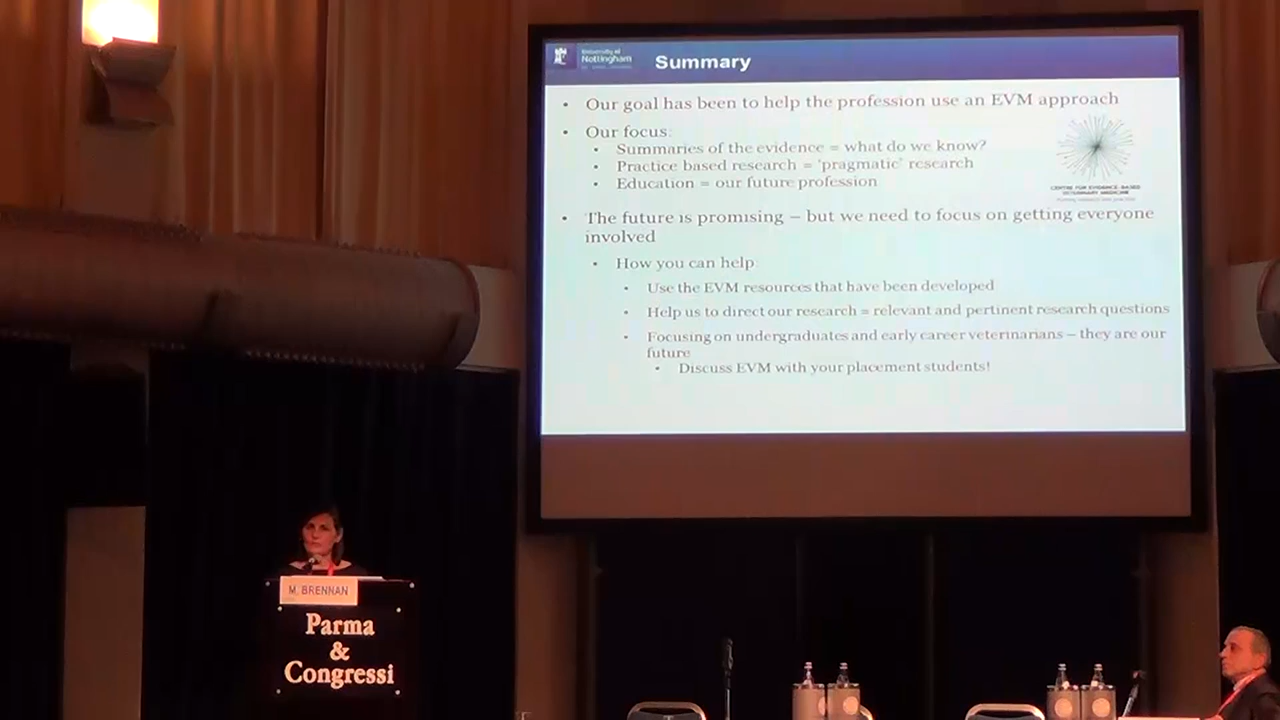 University of
Nottingham
Summary
• Our goal has been to help the profession use an EVM approach
• Our focus:
• Summaries of the evidence = what do we know?
• Practice based research = 'pragmatic' research
• Education = our future profession
CENTRE FOR EVIDENCE-BASED
VETERINARY MEDICINE
• The future is promising – but we need to focus on getting everyone
involved
• How you can help:
• Use the EVM resources that have been developed
• Help us to direct our research = relevant and pertinent research questions
• Focusing on undergraduates and early career veterinarians – they are our
future
• Discuss EVM with your placement students!
M. BRENNAN
Parma
&
Congressi